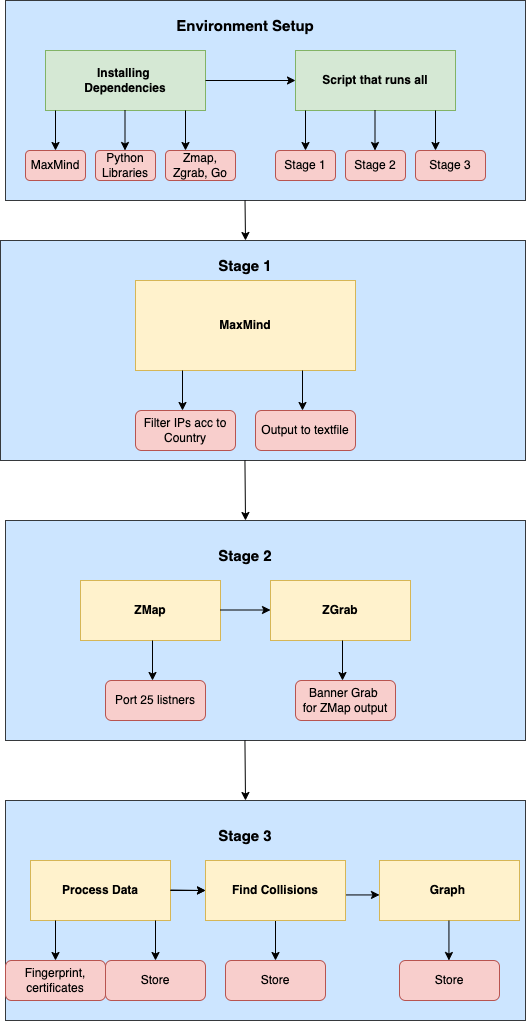 Environment Setup
Installing
Dependencies
Script that runs all
MaxMind
Python
Libraries
Zmap,
Zgrab, Go
Stage 1
Stage 2
Stage 3
Stage 1
MaxMind
Filter IPs acc to
Country
Output to textfile
Stage 2
ZMap
ZGrab
Port 25 listners
Banner Grab
for ZMap output
Stage 3
Process Data
Find Collisions
Graph
Fingerprint,
certificates
Store
Store
Store